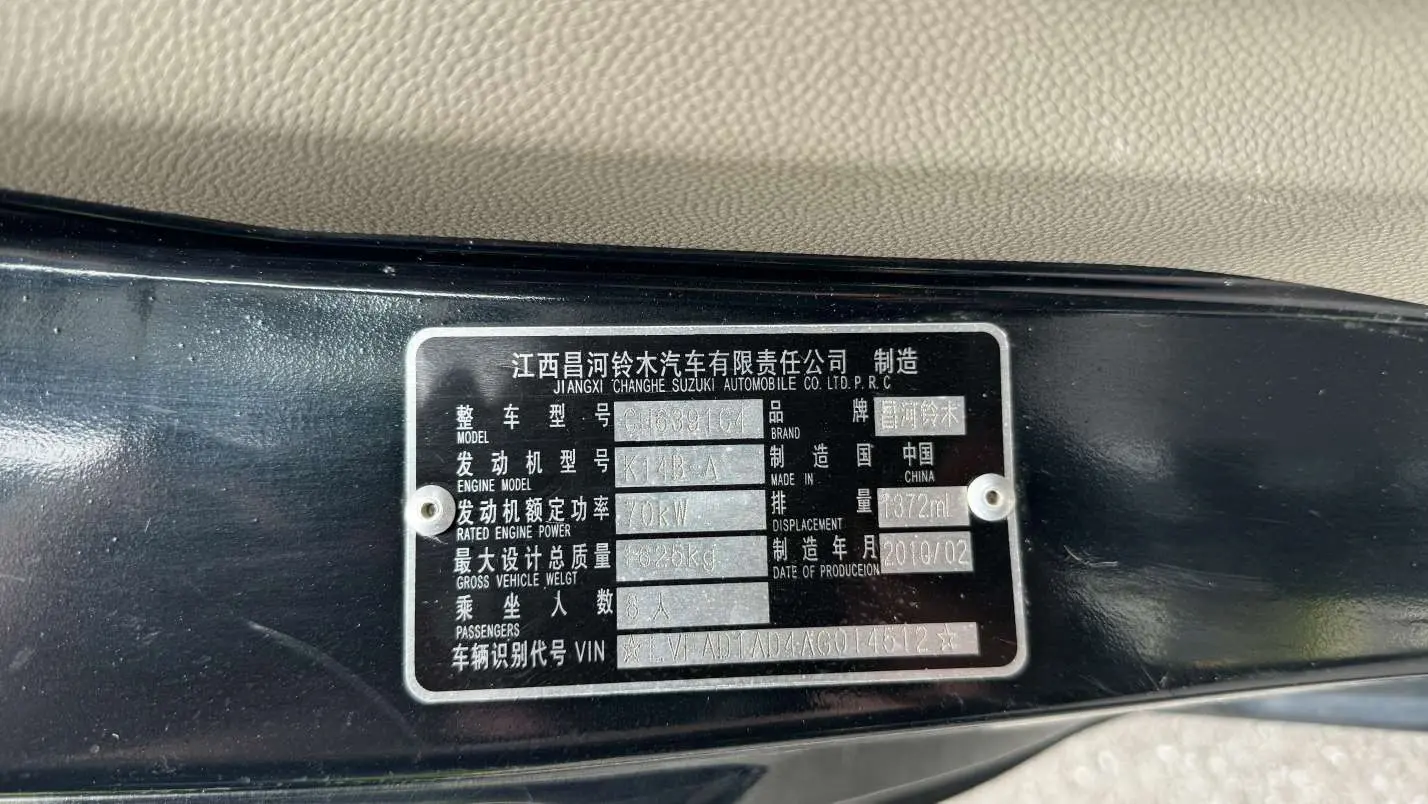 江西昌河铃木汽车有限责任公司 制造
JIANGXI CHANGHE SUZUKI AUTOMOBILE CO. LTD. P. R. C
整车型号 CH6391C4 品牌 昌河铃木
MODEL BRAND
发动机型号 K14B-A 制造国 中国
ENGINE MODEL MADE IN CHINA
发动机额定功率 70kW 排量 1372ml
RATED ENGINE POWER DISPLACEMENT
最大设计总质量 1625kg 制造年月 2010/02
GROSS VEHICLE WELGT DATE OF PRODUCEION
乘坐人数 8人
PASSENGERS
车辆识别代号 VIN